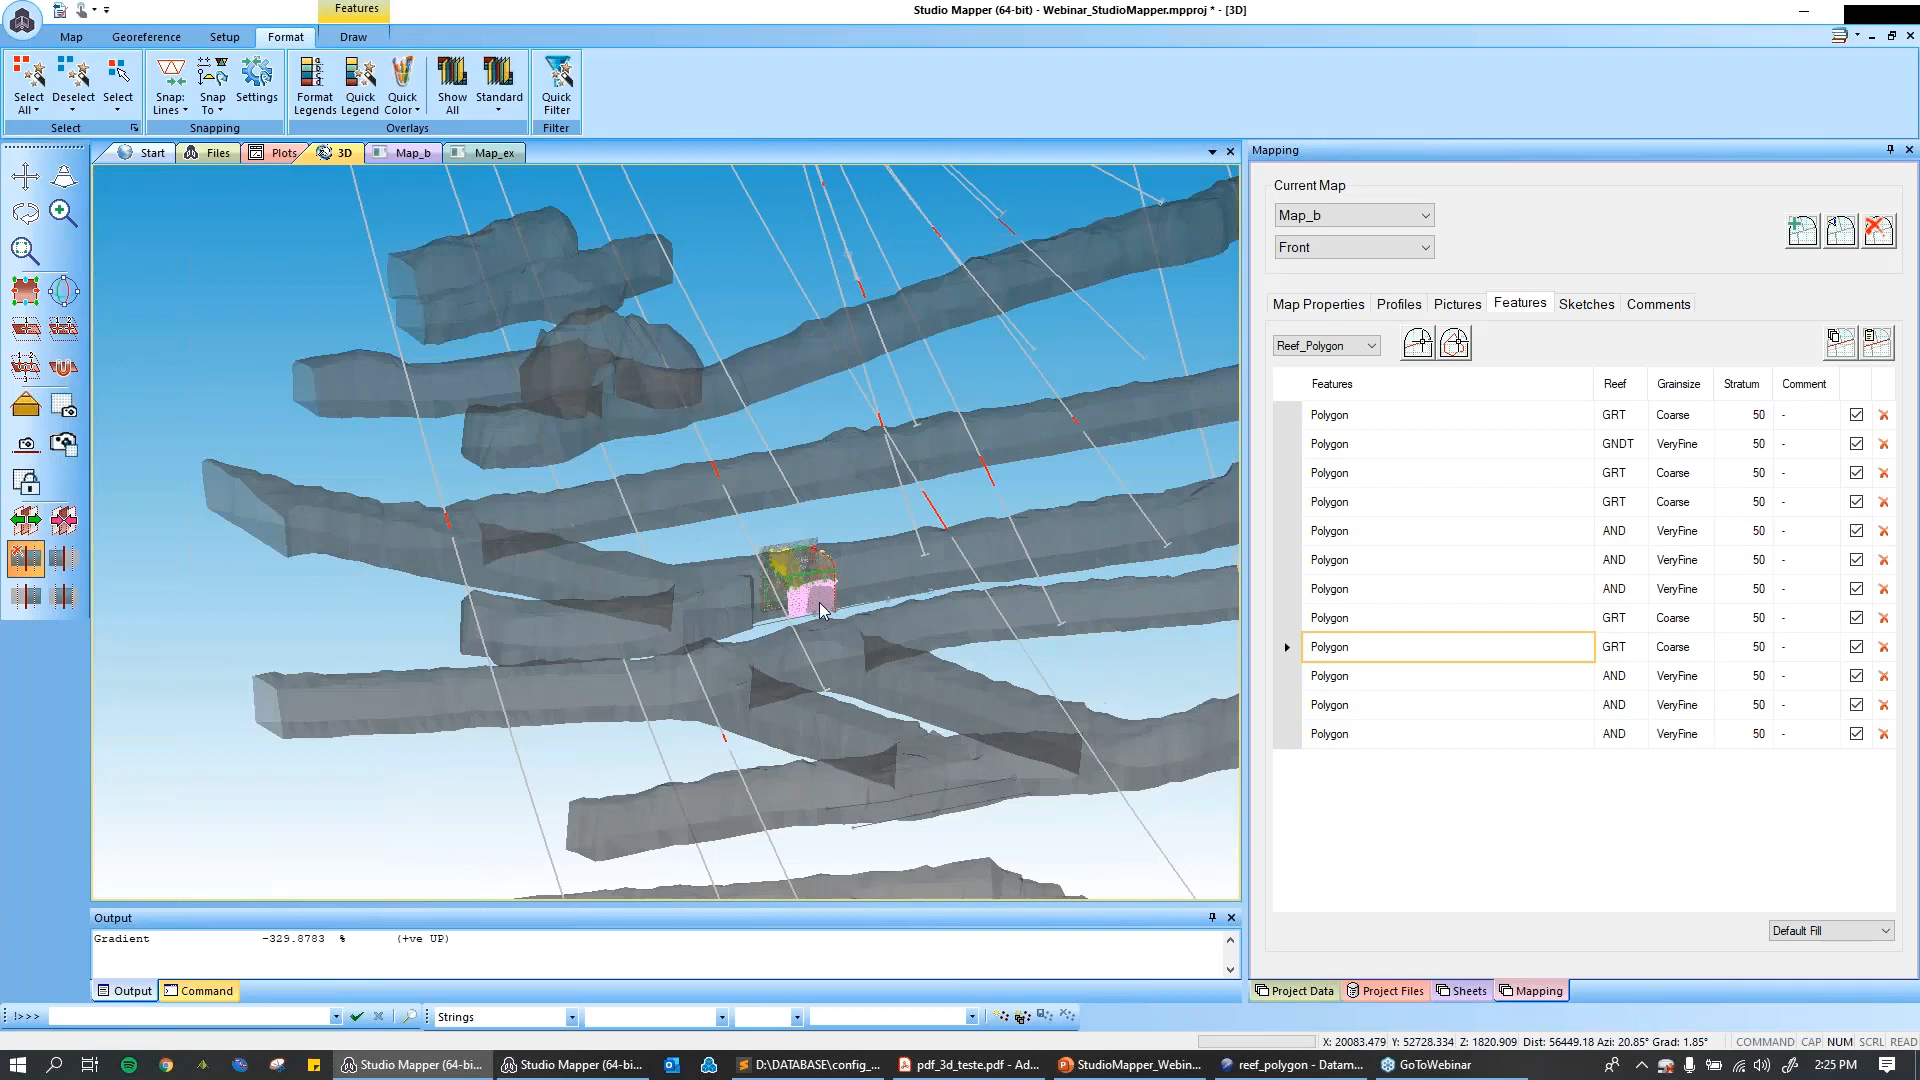 Features
Studio Mapper (64-bit) - Webinar_StudioMapper.mpproj * - [3D]
Map Georeference Setup Format Draw
Select All Deselect Select Snap: Lines Snap To Settings Format Legends Quick Legend Quick Color Show All Standard Quick Filter
Select Snapping Overlays Filter
Start Files Plots 3D Map_b Map_ex
Mapping
Current Map
Map_b
Front
Map Properties Profiles Pictures Features Sketches Comments
Reef_Polygon
Features Reef Grainsize Stratum Comment
Polygon GRT Coarse 50 -
Polygon GNDT VeryFine 50 -
Polygon GRT Coarse 50 -
Polygon GRT Coarse 50 -
Polygon AND VeryFine 50 -
Polygon AND VeryFine 50 -
Polygon AND VeryFine 50 -
Polygon GRT Coarse 50 -
Polygon GRT Coarse 50 -
Polygon AND VeryFine 50 -
Polygon AND VeryFine 50 -
Polygon AND VeryFine 50 -
Default Fill
Output
Gradient -329.8783 % (+ve UP)
Output Command
Project Data Project Files Sheets Mapping
!>>> Strings
X: 20083.479 Y: 52728.334 Z: 1820.909 Dist: 56449.18 Azi: 20.85° Grad: 1.85° COMMAND CAP NUM SCRL READ
Studio Mapper (64-bi... Studio Mapper (64-bi... D:\DATABASE\config_... pdf_3d_teste.pdf - Ad... StudioMapper_Webin... reef_polygon - Datam... GoToWebinar 2:25 PM